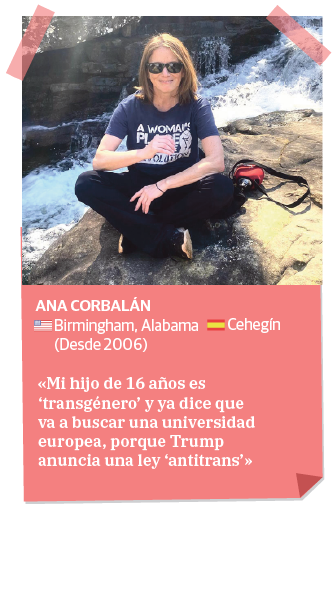 A WOMAN'S
ANA CORBALÁN
Birmingham, Alabama Cehegín
(Desde 2006)
«Mi hijo de 16 años es
‘transgénero’ y ya dice que
va a buscar una universidad
europea, porque Trump
anuncia una ley ‘antitrans’»